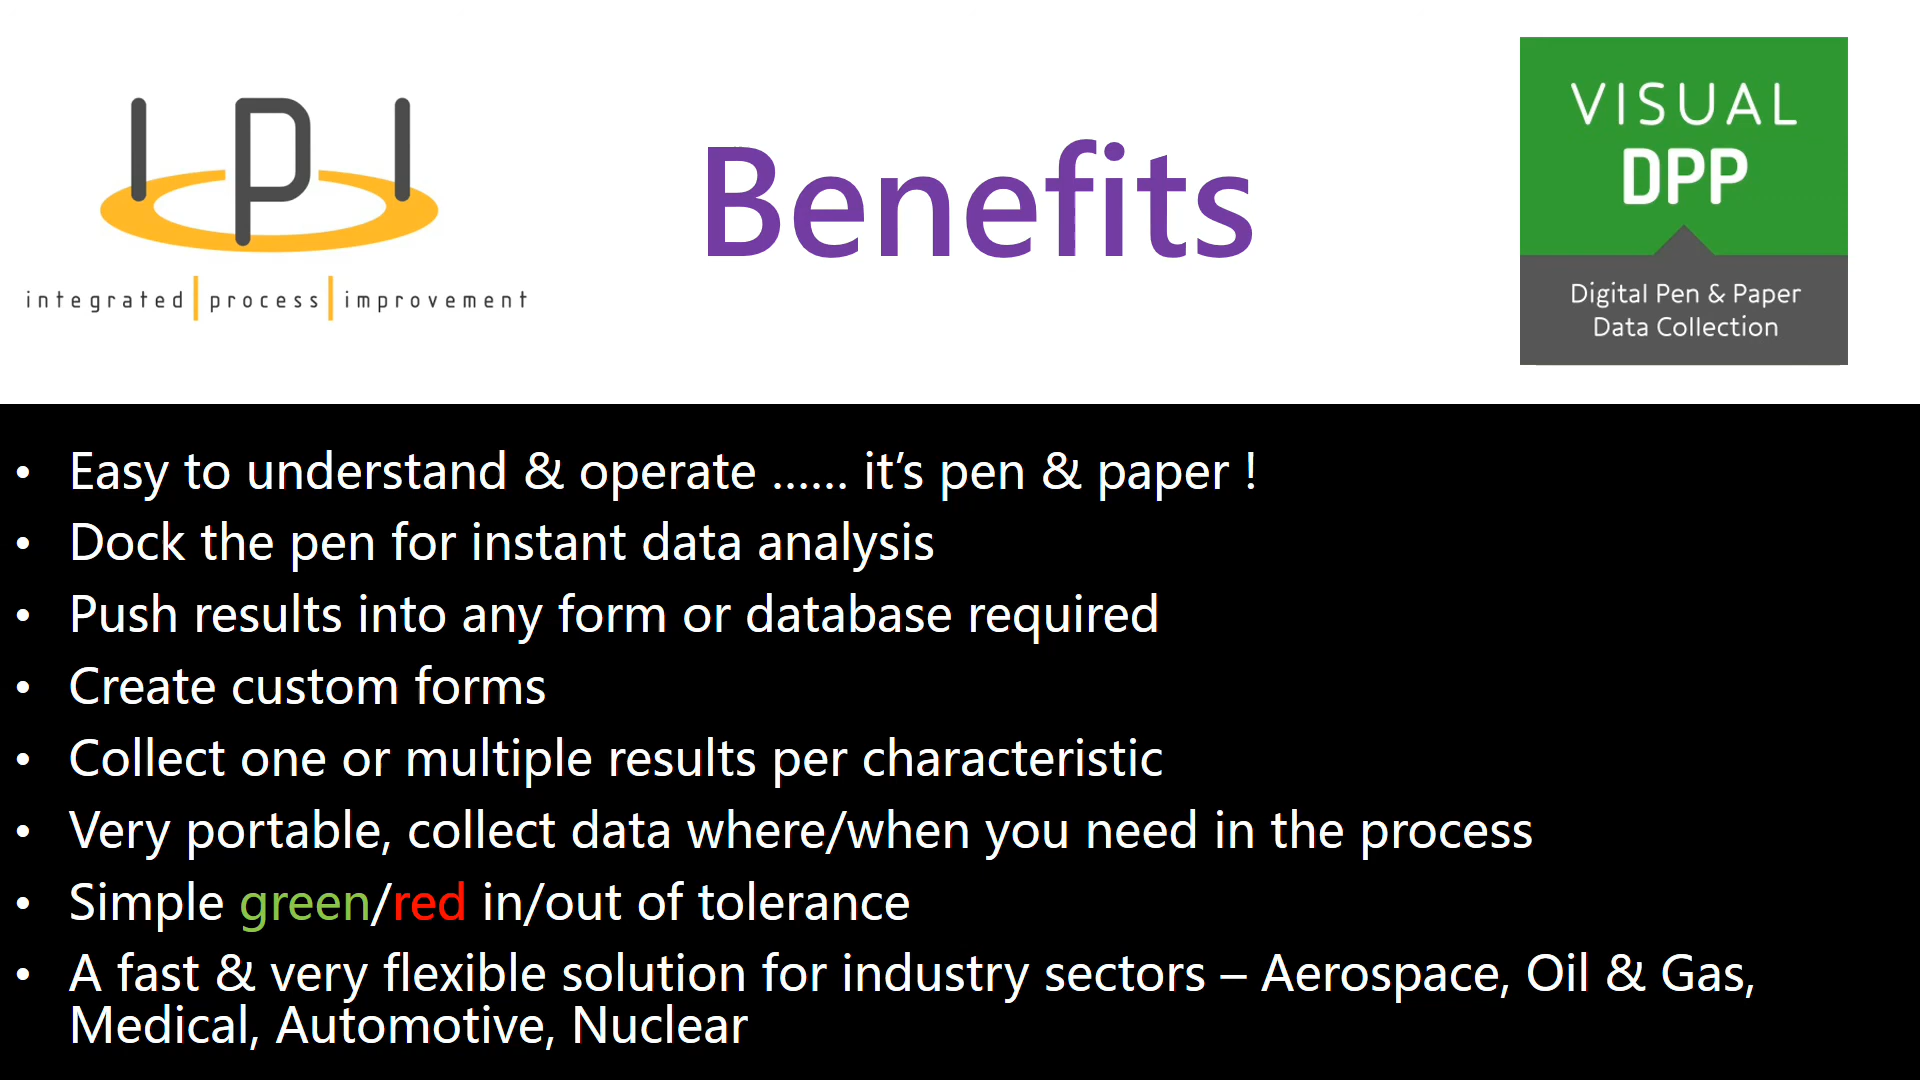 IPI
integrated | process | improvement
Benefits
VISUAL
DPP
Digital Pen & Paper
Data Collection
• Easy to understand & operate ...... it’s pen & paper !
• Dock the pen for instant data analysis
• Push results into any form or database required
• Create custom forms
• Collect one or multiple results per characteristic
• Very portable, collect data where/when you need in the process
• Simple green/red in/out of tolerance
• A fast & very flexible solution for industry sectors – Aerospace, Oil & Gas,
Medical, Automotive, Nuclear